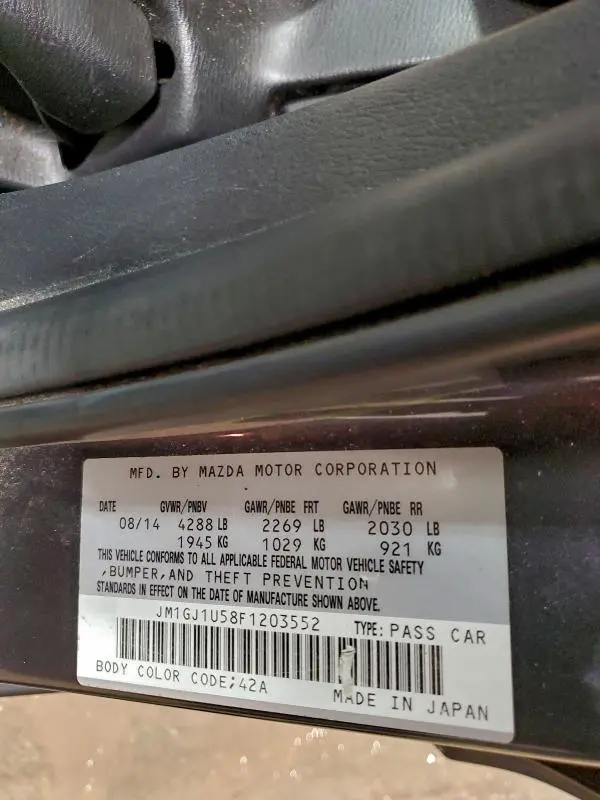 MFD. BY MAZDA MOTOR CORPORATION
DATE GVWR/PNBV GAWR/PNBE FRT GAWR/PNBE RR
08/14 4288 LB 2269 LB 2030 LB
1945 KG 1029 KG 921 KG
THIS VEHICLE CONFORMS TO ALL APPLICABLE FEDERAL MOTOR VEHICLE SAFETY
,BUMPER,AND THEFT PREVENTION
STANDARDS IN EFFECT ON THE DATE OF MANUFACTURE SHOWN ABOVE.
JM1GJ1U58F1203552 TYPE: PASS CAR
BODY COLOR CODE;42A MADE IN JAPAN